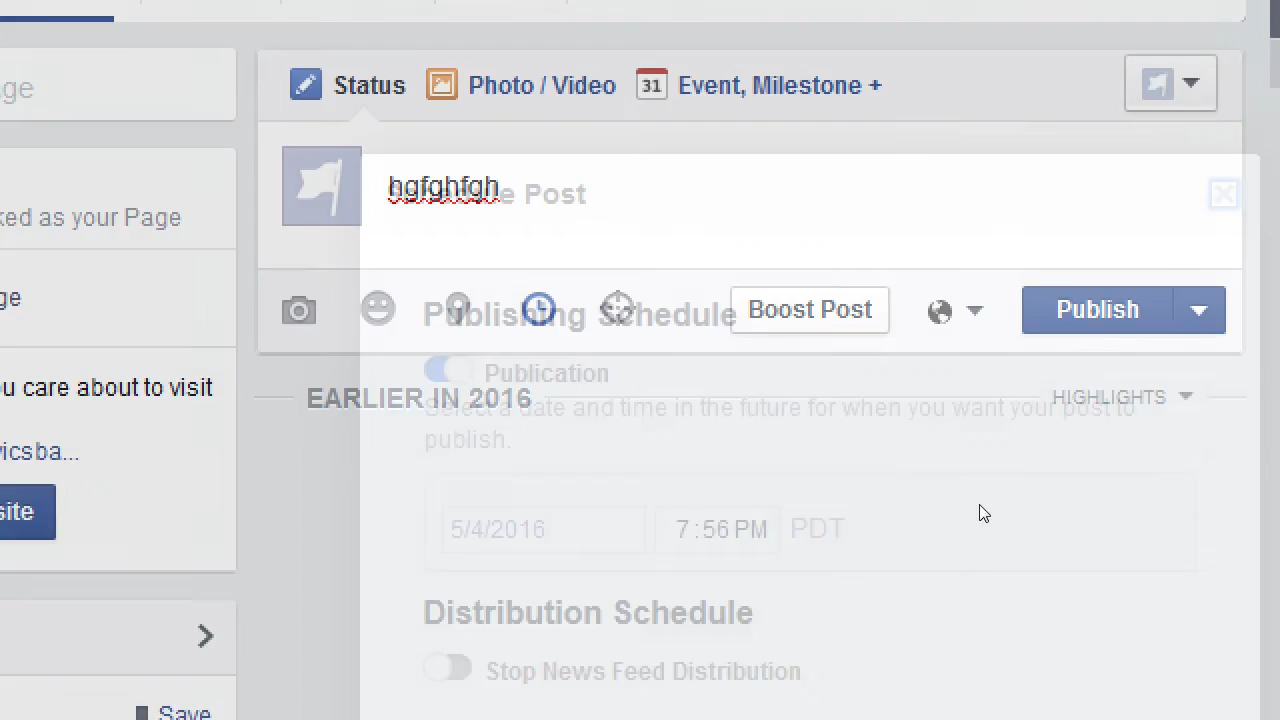 ge
Status
Photo / Video
31
Event, Milestone +
hgfghfgh
e Post
ked as your Page
ge
Publishing Schedule
Boost Post
Publish
Publication
u care about to visit
EARLIER IN 2016
HIGHLIGHTS
Select a date and time in the future for when you want your post to
publish.
vicsba...
site
5/4/2016
7:56 PM
PDT
Distribution Schedule
Stop News Feed Distribution
Save